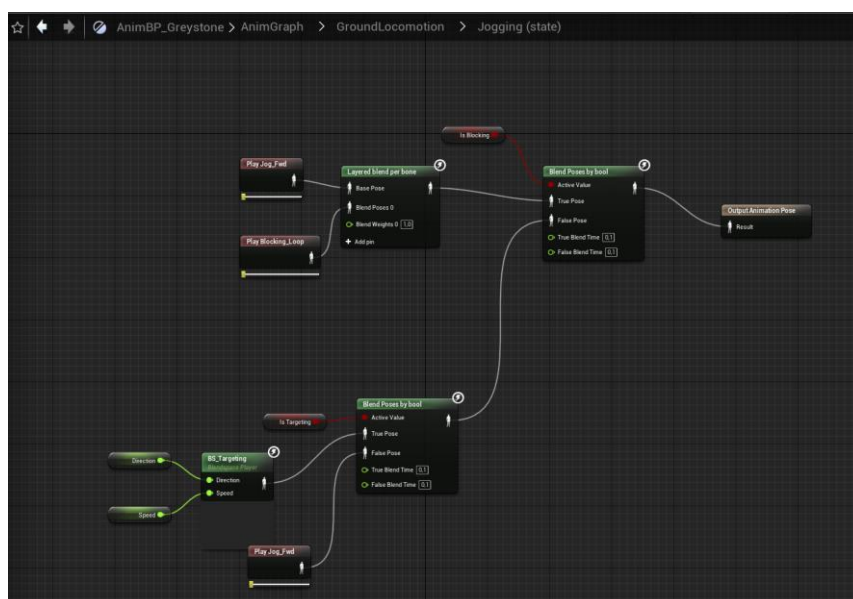 AnimBP_Greystone > AnimGraph > GroundLocomotion > Jogging (state)
Is Blocking
Play Jog_Fwd
Layered blend per bone
Base Pose
Blend Poses 0
Blend Weights 0 1,0
+ Add pin
Play Blocking_Loop
Blend Poses by bool
Active Value
True Pose
False Pose
True Blend Time 0,1
False Blend Time 0,1
Output Animation Pose
Result
Is Targeting
Blend Poses by bool
Active Value
True Pose
False Pose
True Blend Time 0,1
False Blend Time 0,1
Direction
Speed
BS_Targeting
Blendspace Player
Direction
Speed
Play Jog_Fwd